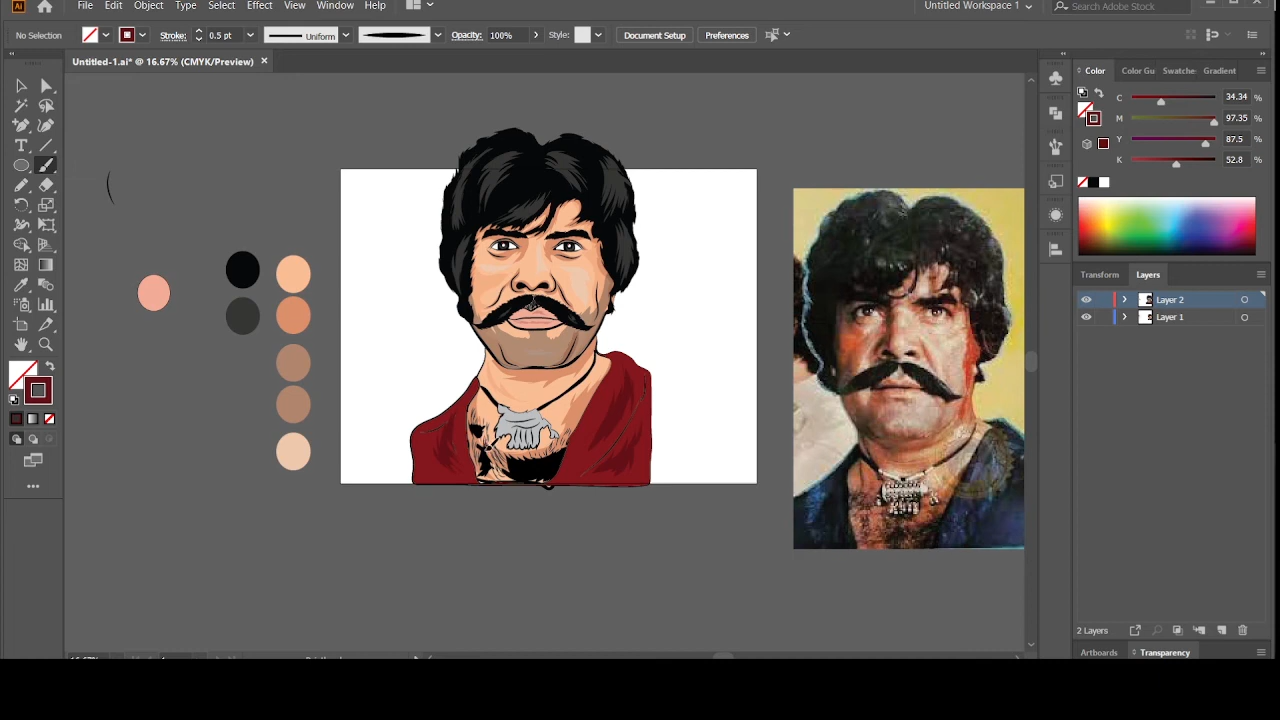 Ai File Edit Object Type Select Effect View Window Help Untitled Workspace 1 Search Adobe Stock
No Selection Stroke: 0.5 pt Uniform Opacity: 100% Style: Document Setup Preferences
Untitled-1.ai* @ 16.67% (CMYK/Preview) ×
Color Color Gu Swatche Gradient
C 34.34 %
M 97.35 %
Y 87.5 %
K 52.8 %
Transform Layers
Layer 2
Layer 1
2 Layers
Artboards Transparency